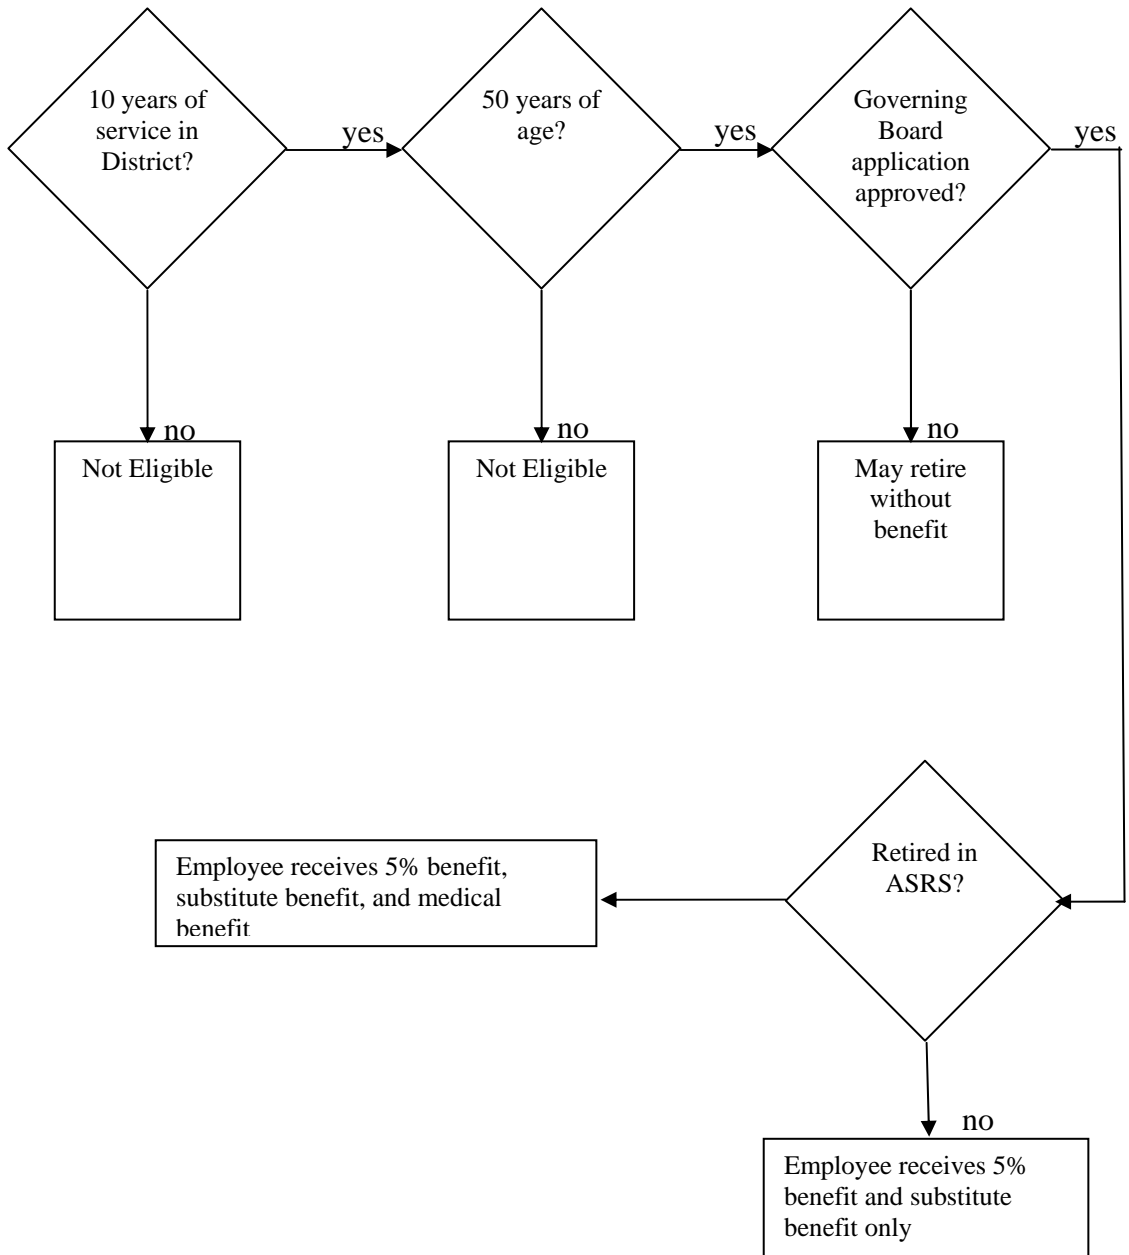 10 years of
service in
District?
yes
50 years of
age?
yes
Governing
Board
application
approved?
yes
no
Not Eligible
no
Not Eligible
no
May retire
without
benefit
Retired in
ASRS?
Employee receives 5% benefit,
substitute benefit, and medical
benefit
no
Employee receives 5%
benefit and substitute
benefit only